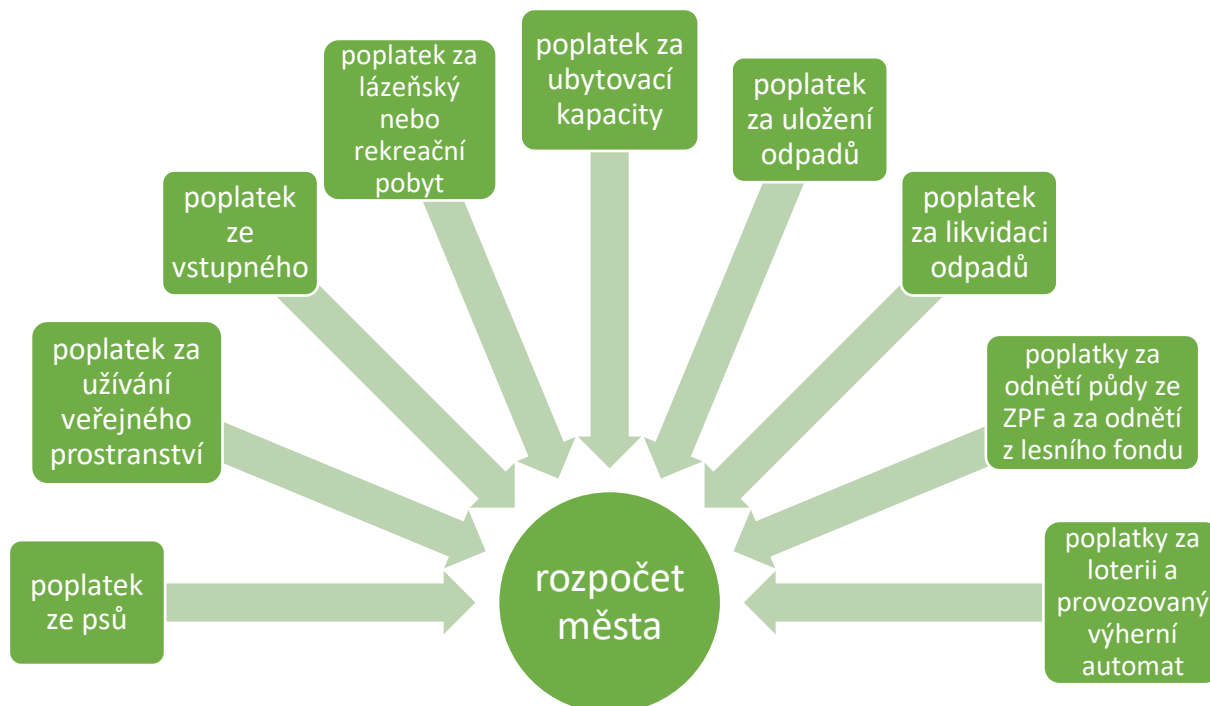 poplatek za
ubytovací
kapacity
poplatek za
lázeňský
nebo
rekreační
pobyt
poplatek
za uložení
odpadů
poplatek
ze
vstupného
poplatek
za likvidaci
odpadů
poplatek za
užívání
veřejného
prostranství
poplatky za
odnětí půdy ze
ZPF a za odnětí
z lesního fondu
poplatek
ze psů
rozpočet
města
poplatky za
loterii a
provozovaný
výherní
automat